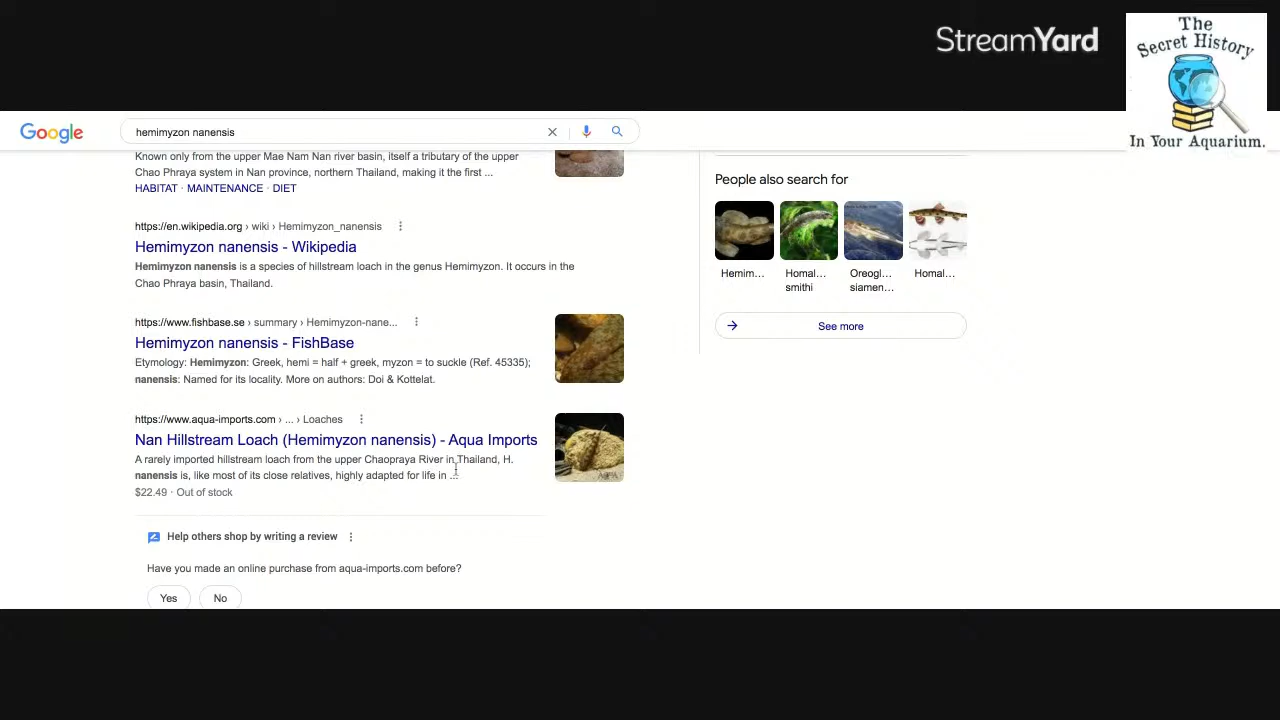 StreamYard
The
Secret History
In Your Aquarium.
Google
hemimyzon nanensis
Known only from the upper Mae Nam Nan river basin, itself a tributary of the upper
Chao Phraya system in Nan province, northern Thailand, making it the first ...
HABITAT · MAINTENANCE · DIET
https://en.wikipedia.org › wiki › Hemimyzon_nanensis
Hemimyzon nanensis - Wikipedia
Hemimyzon nanensis is a species of hillstream loach in the genus Hemimyzon. It occurs in the
Chao Phraya basin, Thailand.
https://www.fishbase.se › summary › Hemimyzon-nane...
Hemimyzon nanensis - FishBase
Etymology: Hemimyzon: Greek, hemi = half + greek, myzon = to suckle (Ref. 45335);
nanensis: Named for its locality. More on authors: Doi & Kottelat.
https://www.aqua-imports.com › ... › Loaches
Nan Hillstream Loach (Hemimyzon nanensis) - Aqua Imports
A rarely imported hillstream loach from the upper Chaopraya River in Thailand, H.
nanensis is, like most of its close relatives, highly adapted for life in ...
$22.49 · Out of stock
Help others shop by writing a review
Have you made an online purchase from aqua-imports.com before?
Yes No
People also search for
Hemim... Homal... Oreogl... Homal...
smithi siamen...
See more